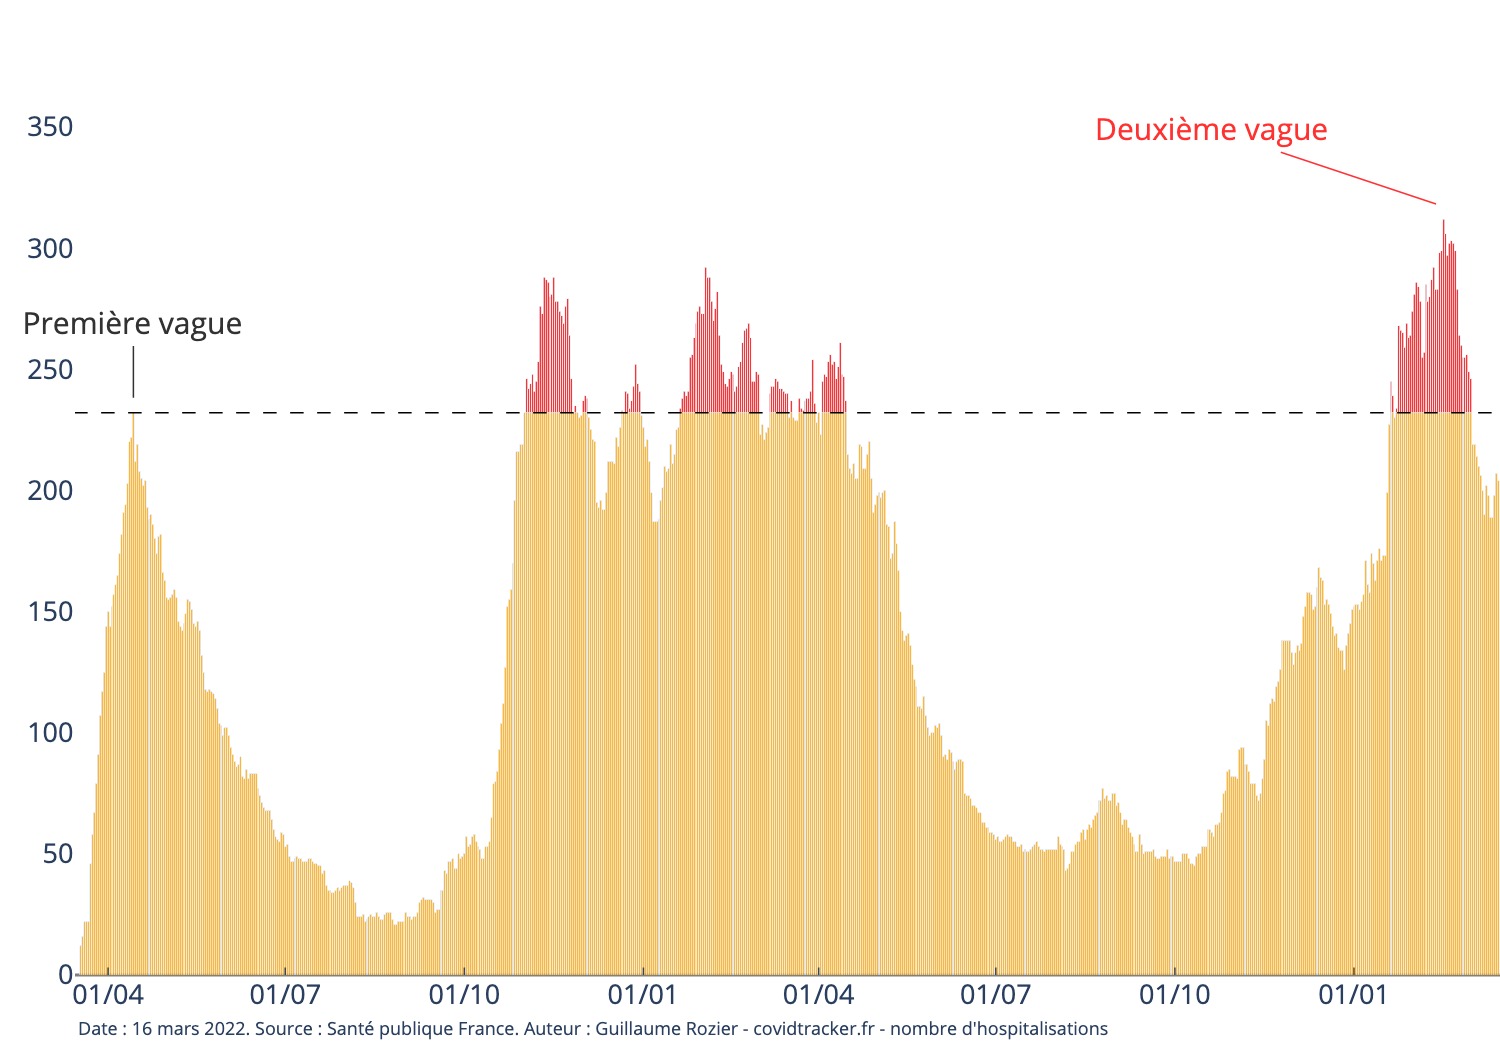 350
Deuxième vague
300
Première vague
250
200
150
100
50
0
01/04 01/07 01/10 01/01 01/04 01/07 01/10 01/01
Date : 16 mars 2022. Source : Santé publique France. Auteur : Guillaume Rozier - covidtracker.fr - nombre d'hospitalisations